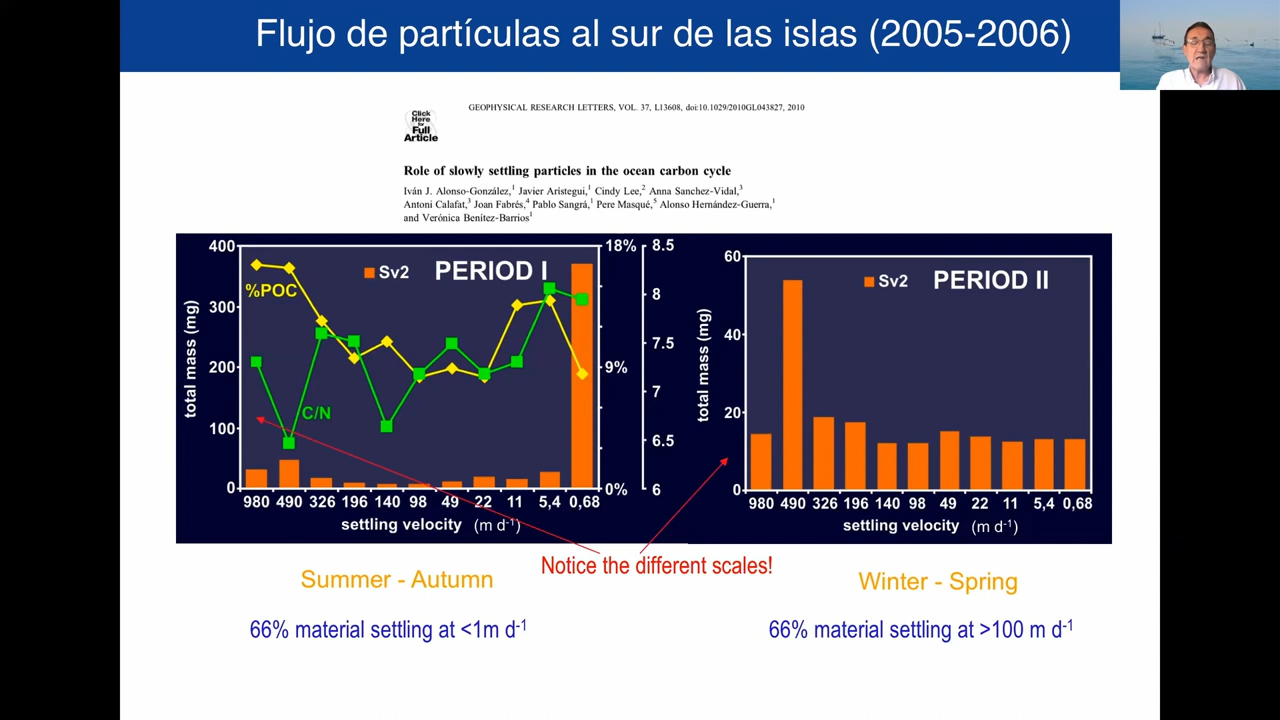 Flujo de partículas al sur de las islas (2005-2006)
GEOPHYSICAL RESEARCH LETTERS, VOL. 37, L13608, doi:10.1029/2010GL043827, 2010
Click
Here
for
Full
Article
Role of slowly settling particles in the ocean carbon cycle
Iván J. Alonso-González,1 Javier Arístegui,1 Cindy Lee,2 Anna Sanchez-Vidal,3
Antoni Calafat,3 Joan Fabrés,4 Pablo Sangrá,1 Pere Masqué,5 Alonso Hernández-Guerra,1
and Verónica Benítez-Barrios1
400
300
200
100
0
total mass (mg)
Sv2
PERIOD I
%POC
C/N
18%
9%
0%
8.5
8
7.5
7
6.5
6
980 490 326 196 140 98 49 22 11 5,4 0,68
settling velocity (m d-1)
60
40
20
0
total mass (mg)
Sv2
PERIOD II
980 490 326 196 140 98 49 22 11 5,4 0,68
settling velocity (m d-1)
Notice the different scales!
Summer - Autumn
Winter - Spring
66% material settling at <1m d-1
66% material settling at >100 m d-1